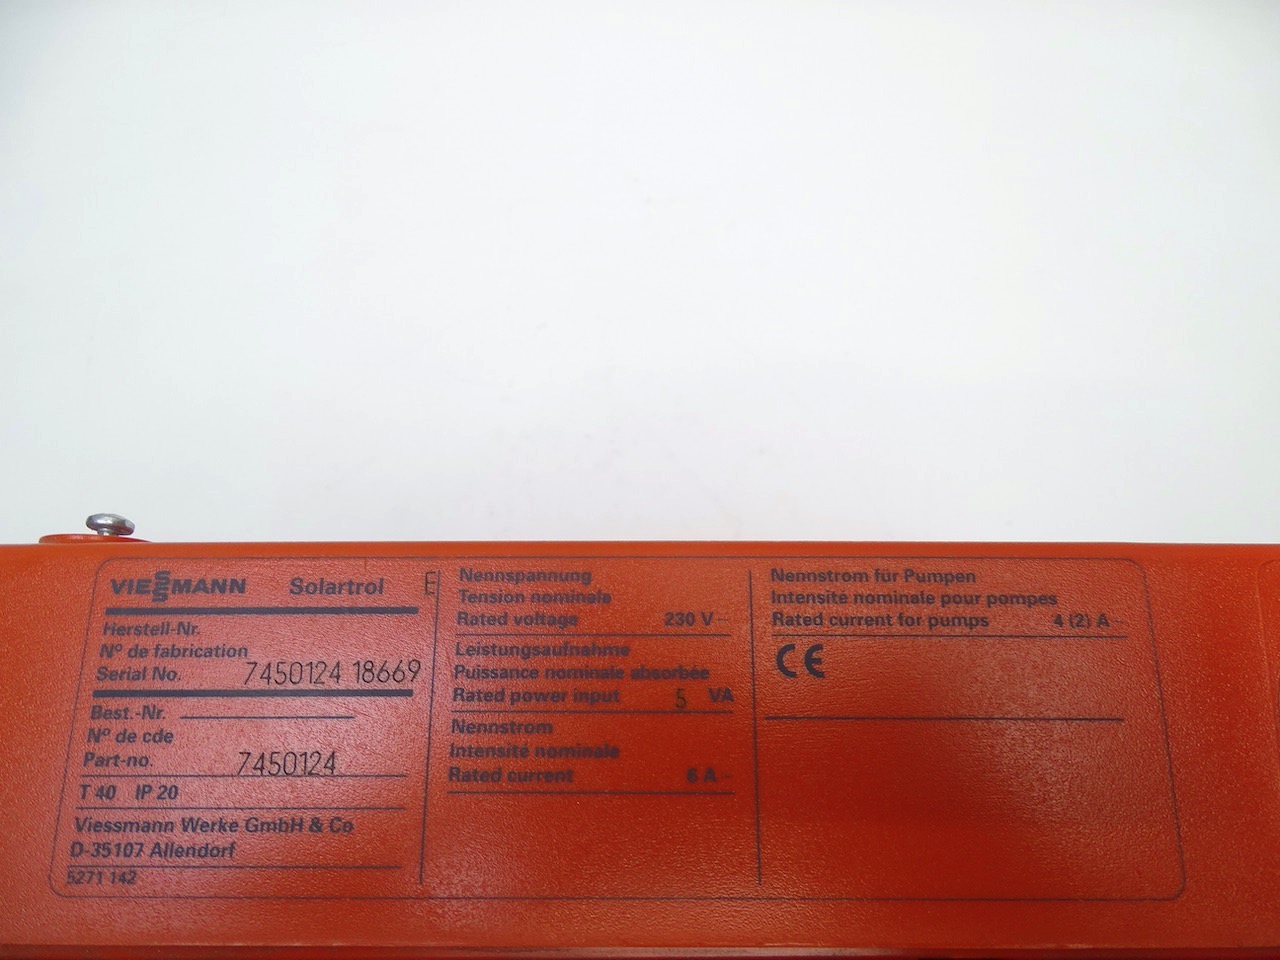 VIESSMANN Solartrol E
Herstell-Nr.
Nº de fabrication
Serial No. 7450124 18669
Best.-Nr.
Nº de cde
Part-no. 7450124
T 40 IP 20
Viessmann Werke GmbH & Co
D-35107 Allendorf
5271 142
Nennspannung
Tension nominale
Rated voltage 230 V~
Leistungsaufnahme
Puissance nominale absorbée
Rated power input 5 VA
Nennstrom
Intensité nominale
Rated current 6 A~
Nennstrom für Pumpen
Intensité nominale pour pompes
Rated current for pumps 4 (2) A~
CE